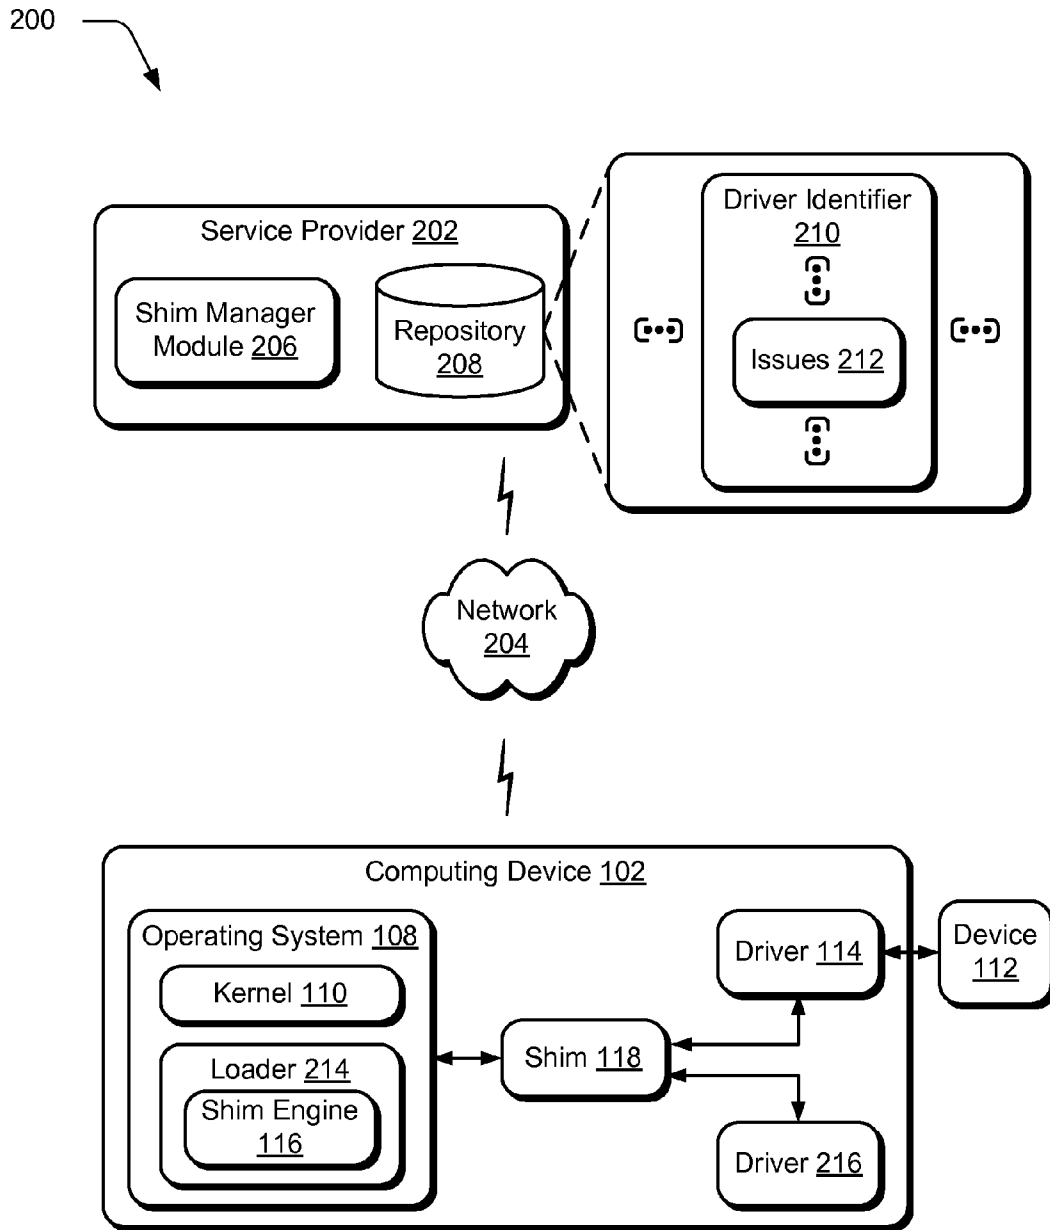 200
Service Provider 202
Shim Manager
Module 206
Repository
208
Driver Identifier
210
Issues 212
Network
204
Computing Device 102
Operating System 108
Kernel 110
Loader 214
Shim Engine
116
Shim 118
Driver 114
Device
112
Driver 216